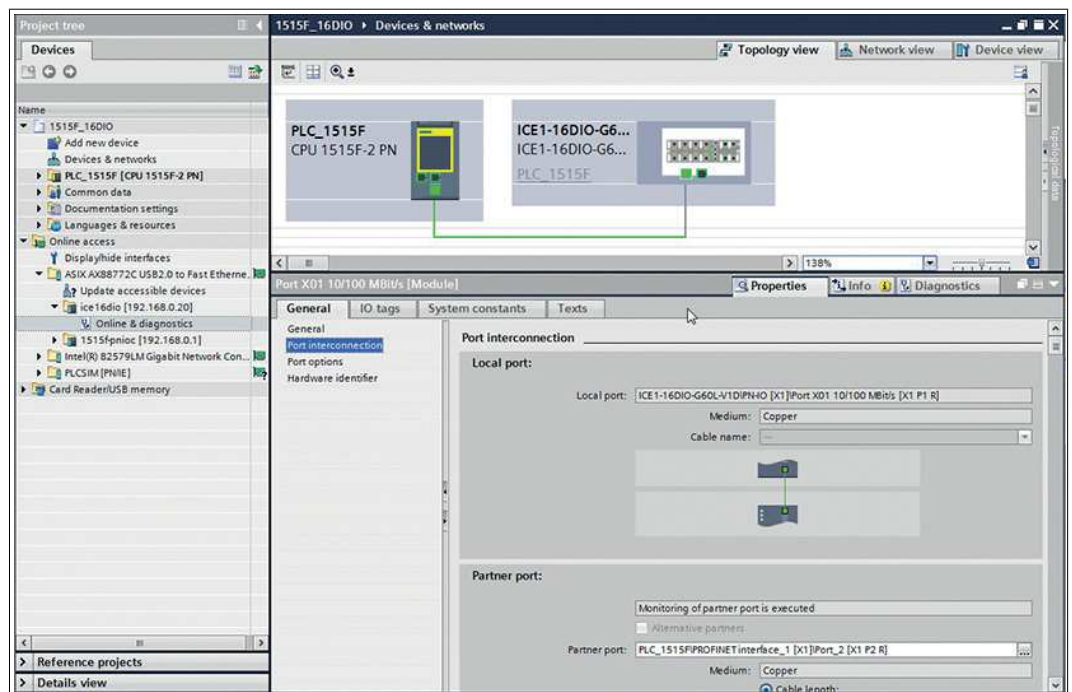 Project tree
Devices
Name
1515F_16DIO
Add new device
Devices & networks
PLC_1515F [CPU 1515F-2 PN]
Common data
Documentation settings
Languages & resources
Online access
Display/hide interfaces
ASIX AX88772C USB2.0 to Fast Etherne..
Update accessible devices
ice16dio [192.168.0.20]
Online & diagnostics
1515fpnioc [192.168.0.1]
Intel(R) 82579LM Gigabit Network Con...
PLCSIM [PN/IE]
Card Reader/USB memory
Reference projects
Details view
1515F_16DIO ▸ Devices & networks
Topology view
Network view
Device view
PLC_1515F
CPU 1515F-2 PN
ICE1-16DIO-G6...
ICE1-16DIO-G6...
PLC_1515F
Topological data
138%
Port X01 10/100 MBit/s [Module]
Properties
Info
Diagnostics
General
IO tags
System constants
Texts
General
Port interconnection
Port options
Hardware identifier
Port interconnection
Local port:
Local port: ICE1-16DIO-G60L-V1D\PN-IO [X1]\Port X01 10/100 MBit/s [X1 P1 R]
Medium: Copper
Cable name: ---
Partner port:
Monitoring of partner port is executed
Alternative partners
Partner port: PLC_1515F\PROFINET interface_1 [X1]\Port_2 [X1 P2 R]
...
Medium: Copper
Cable length: